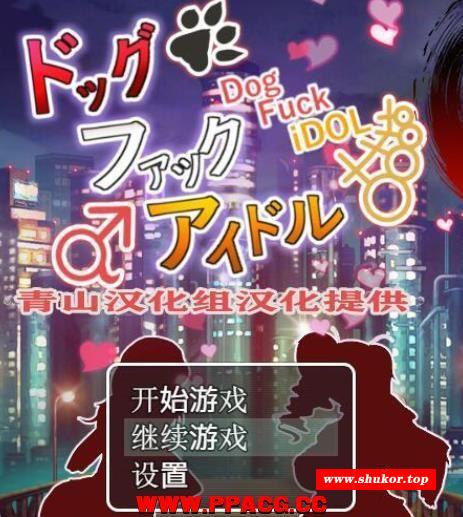 ドッグ
Dog
Fuck
iDOL
ファック
アイドル
青山汉化组汉化提供
开始游戏
继续游戏
设置
www.shukor.top
WWW.PPACG.CC